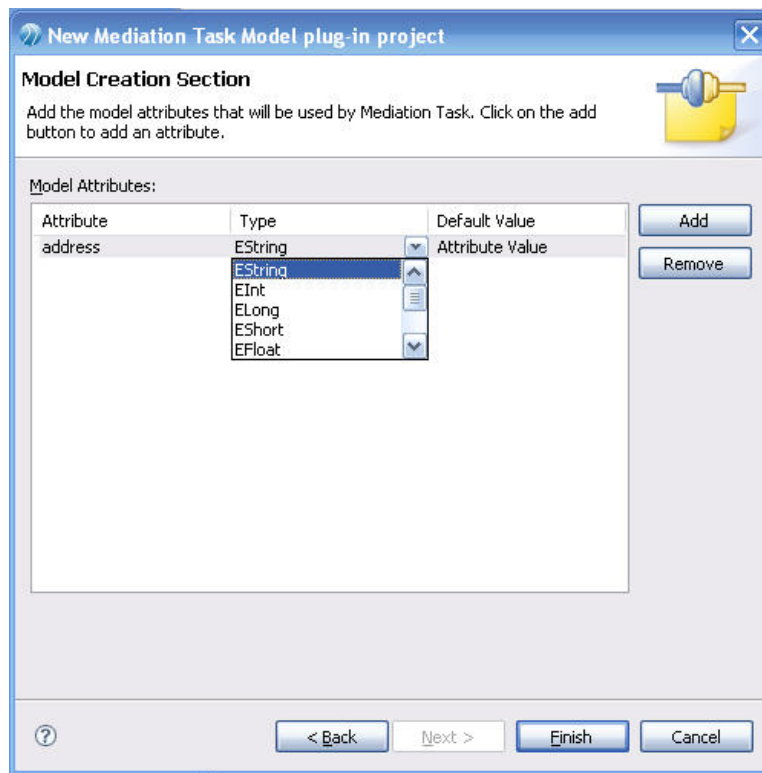 New Mediation Task Model plug-in project
Model Creation Section
Add the model attributes that will be used by Mediation Task. Click on the add
button to add an attribute.
Model Attributes:
Attribute Type Default Value
Add
address EString Attribute Value
Remove
EString
EInt
ELong
EShort
EFloat
? < Back Next > Finish Cancel